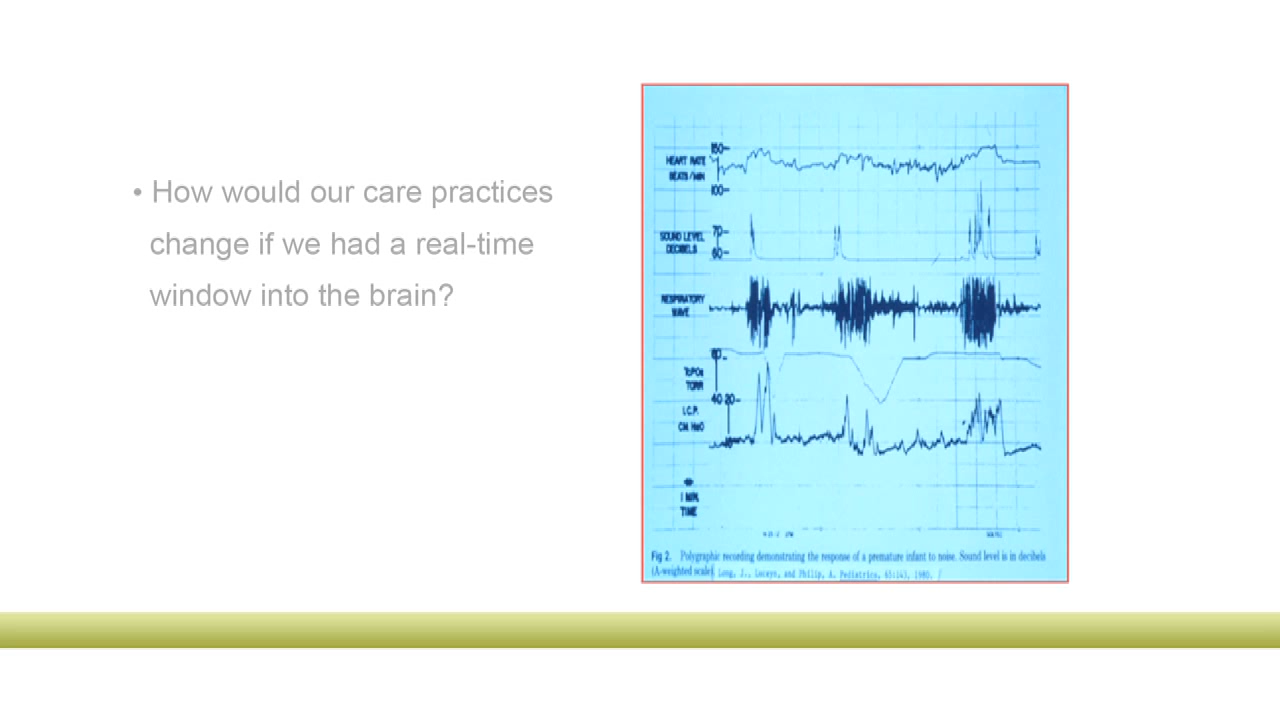 • How would our care practices
change if we had a real-time
window into the brain?
150
HEART RATE
BEATS/MIN
100
70
SOUND LEVEL
DECIBELS
60
RESPIRATORY
WAVE
80
TcPO₂
TORR
40 20
I.C.P.
CM H₂O
1 MIN.
TIME
Fig 2. Polygraphic recording demonstrating the response of a premature infant to noise. Sound level is in decibels
(A-weighted scale). Long, J., Lucey, and Philip, A. Pediatrics, 65:143, 1980.